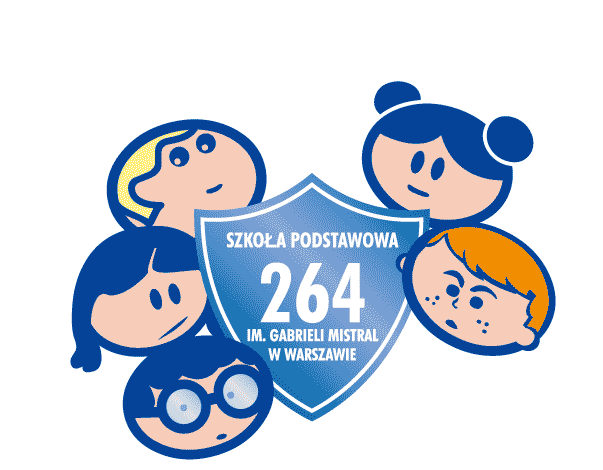 SZKOŁA PODSTAWOWA
264
IM. GABRIELI MISTRAL
W WARSZAWIE